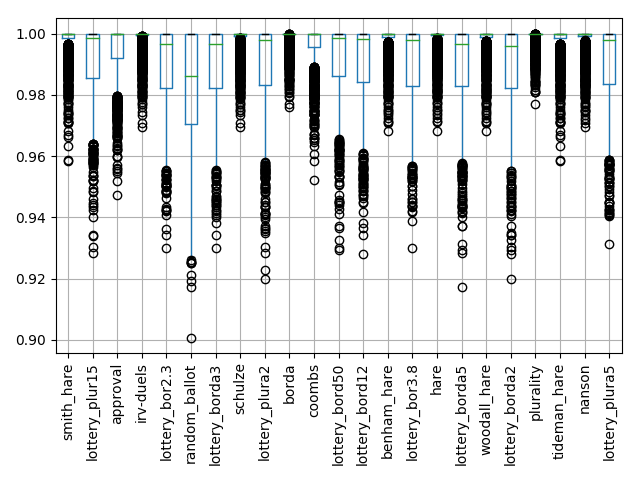 1.00
0.98
0.96
0.94
0.92
0.90
smith_hare
lottery_plur15
approval
irv-duels
lottery_bor2.3
random_ballot
lottery_borda3
schulze
lottery_plura2
borda
coombs
lottery_bord50
lottery_bord12
benham_hare
lottery_bor3.8
hare
lottery_borda5
woodall_hare
lottery_borda2
plurality
tideman_hare
nanson
lottery_plura5